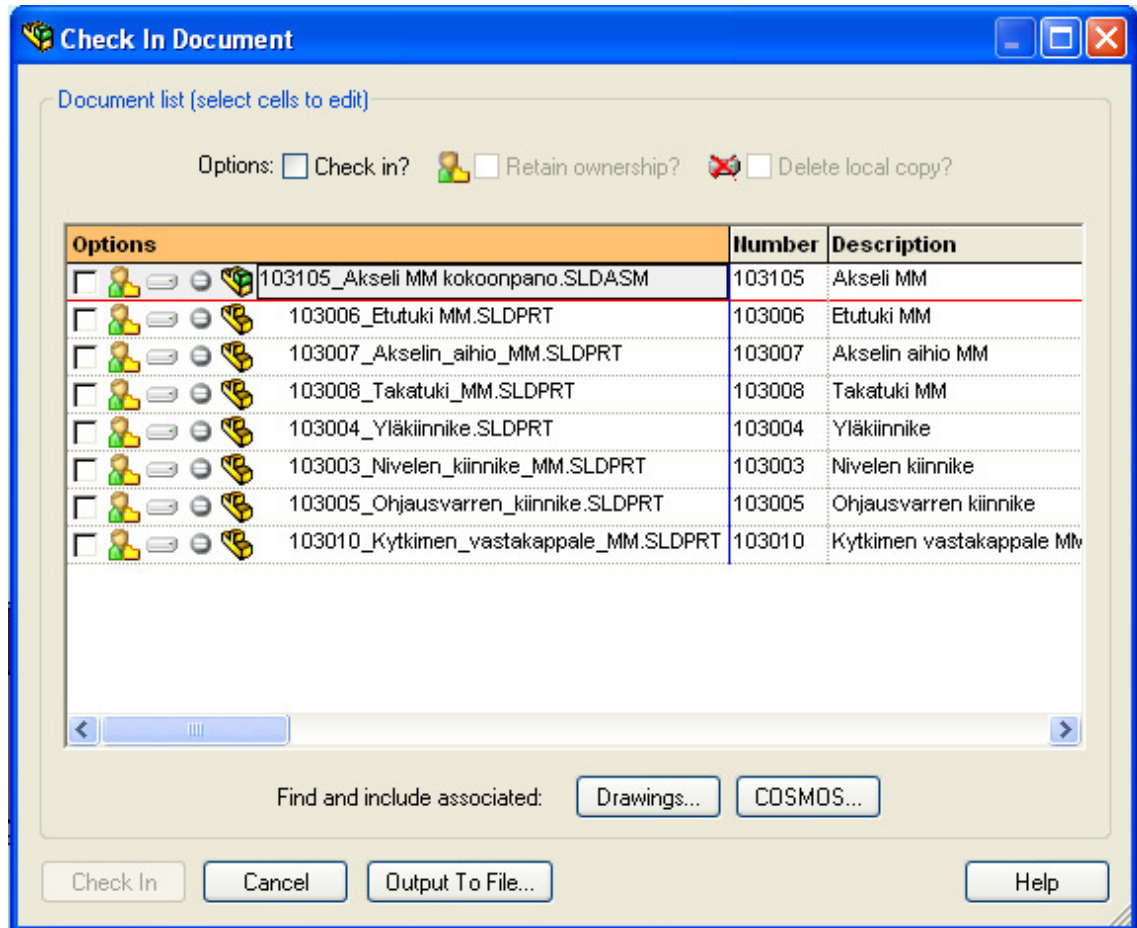 Check In Document
Document list (select cells to edit)
Options: Check in? Retain ownership? Delete local copy?
Options Number Description
103105_Akseli MM kokoonpano.SLDASM 103105 Akseli MM
103006_Etutuki MM.SLDPRT 103006 Etutuki MM
103007_Akselin_aihio_MM.SLDPRT 103007 Akselin aihio MM
103008_Takatuki_MM.SLDPRT 103008 Takatuki MM
103004_Yläkiinnike.SLDPRT 103004 Yläkiinnike
103003_Nivelen_kiinnike_MM.SLDPRT 103003 Nivelen kiinnike
103005_Ohjausvarren_kiinnike.SLDPRT 103005 Ohjausvarren kiinnike
103010_Kytkimen_vastakappale_MM.SLDPRT 103010 Kytkimen vastakappale MM
Find and include associated: Drawings... COSMOS...
Check In Cancel Output To File... Help